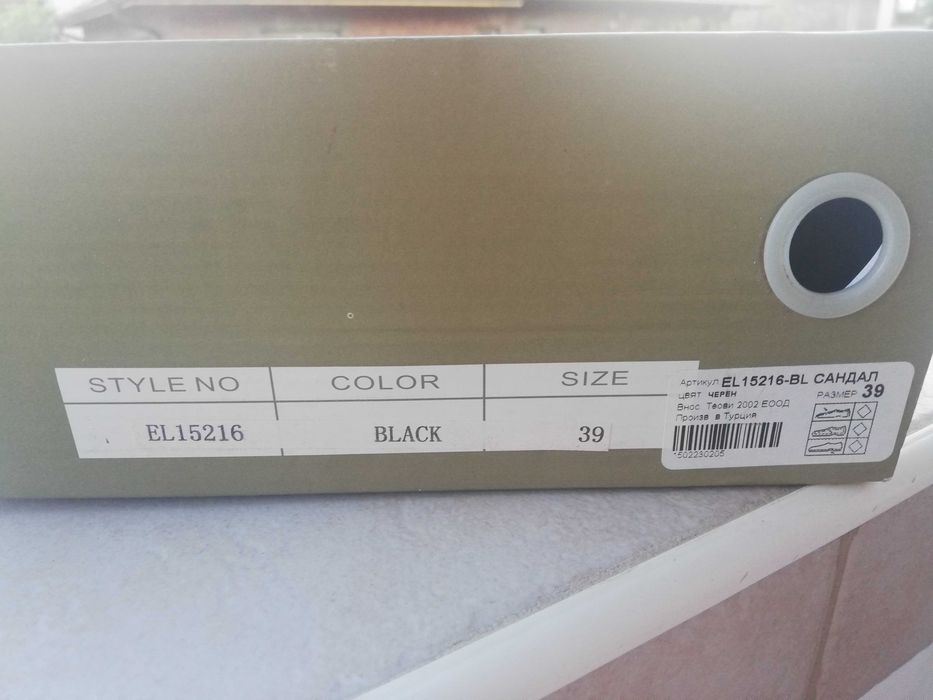 STYLE NO COLOR SIZE
EL15216 BLACK 39
Артикул EL15216-BL САНДАЛ
ЦВЯТ ЧЕРЕН РАЗМЕР 39
Внос Теови 2002 ЕООД
Произв в Турция
1502230205